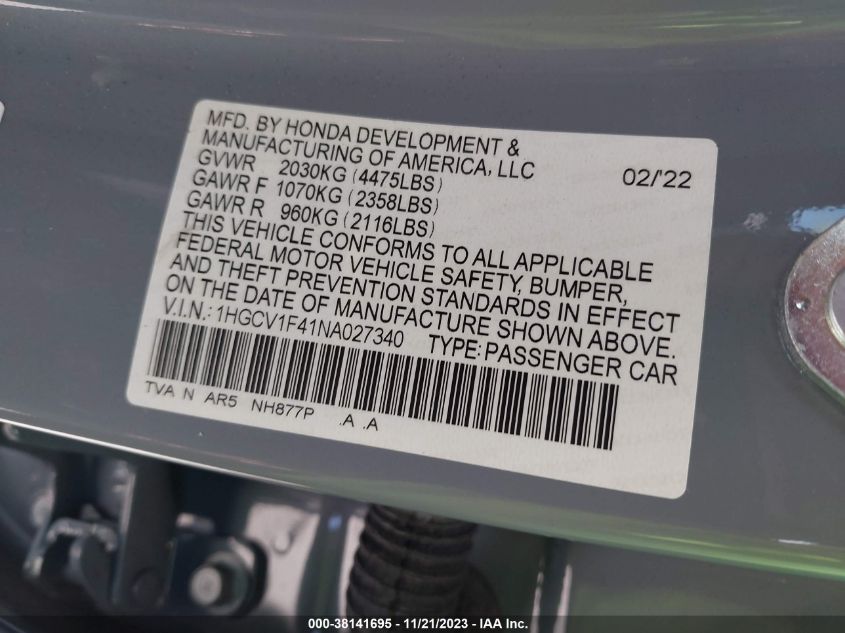 MFD. BY HONDA DEVELOPMENT &
MANUFACTURING OF AMERICA, LLC 02/'22
GVWR 2030KG (4475LBS)
GAWR F 1070KG (2358LBS)
GAWR R 960KG (2116LBS)
THIS VEHICLE CONFORMS TO ALL APPLICABLE
FEDERAL MOTOR VEHICLE SAFETY, BUMPER,
AND THEFT PREVENTION STANDARDS IN EFFECT
ON THE DATE OF MANUFACTURE SHOWN ABOVE.
V.I.N.: 1HGCV1F41NA027340 TYPE: PASSENGER CAR
TVA N AR5 NH877P .A .A
000-38141695 - 11/21/2023 - IAA Inc.